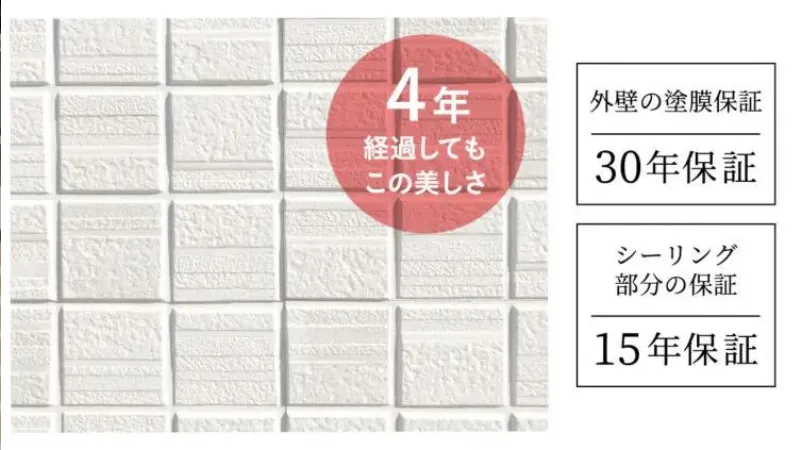 4年
経過しても
この美しさ
外壁の塗膜保証
30年保証
シーリング
部分の保証
15年保証